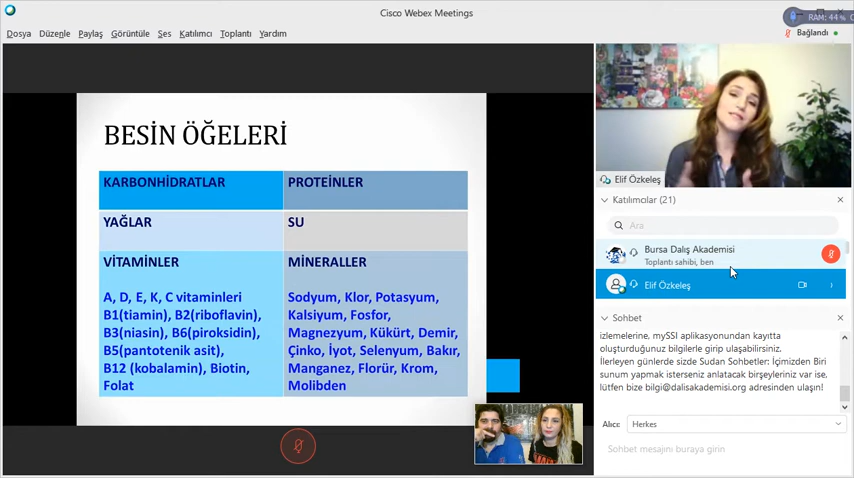 Cisco Webex Meetings
RAM: 44%
Dosya Düzenle Paylaş Görüntüle Ses Katılımcı Toplantı Yardım
Bağlandı
BESİN ÖĞELERİ
KARBONHİDRATLAR
PROTEİNLER
YAĞLAR
SU
VİTAMİNLER
A, D, E, K, C vitaminleri
B1(tiamin), B2(riboflavin),
B3(niasin), B6(piroksidin),
B5(pantotenik asit),
B12 (kobalamin), Biotin,
Folat
MİNERALLER
Sodyum, Klor, Potasyum,
Kalsiyum, Fosfor,
Magnezyum, Kükürt, Demir,
Çinko, İyot, Selenyum, Bakır,
Manganez, Florür, Krom,
Molibden
Elif Özkeleş
Katılımcılar (21)
Ara
Bursa Dalış Akademisi
Toplantı sahibi, ben
Elif Özkeleş
Sohbet
izlemelerine, mySSI aplikasyonundan kayıtta
oluşturduğunuz bilgilerle girip ulaşabilirsiniz.
İlerleyen günlerde sizde Sudan Sohbetler: İçimizden Biri
sunum yapmak isterseniz anlatacak birşeyleriniz var ise,
lütfen bize bilgi@dalisakademisi.org adresinden ulaşın!
Alıcı: Herkes
Sohbet mesajını buraya girin